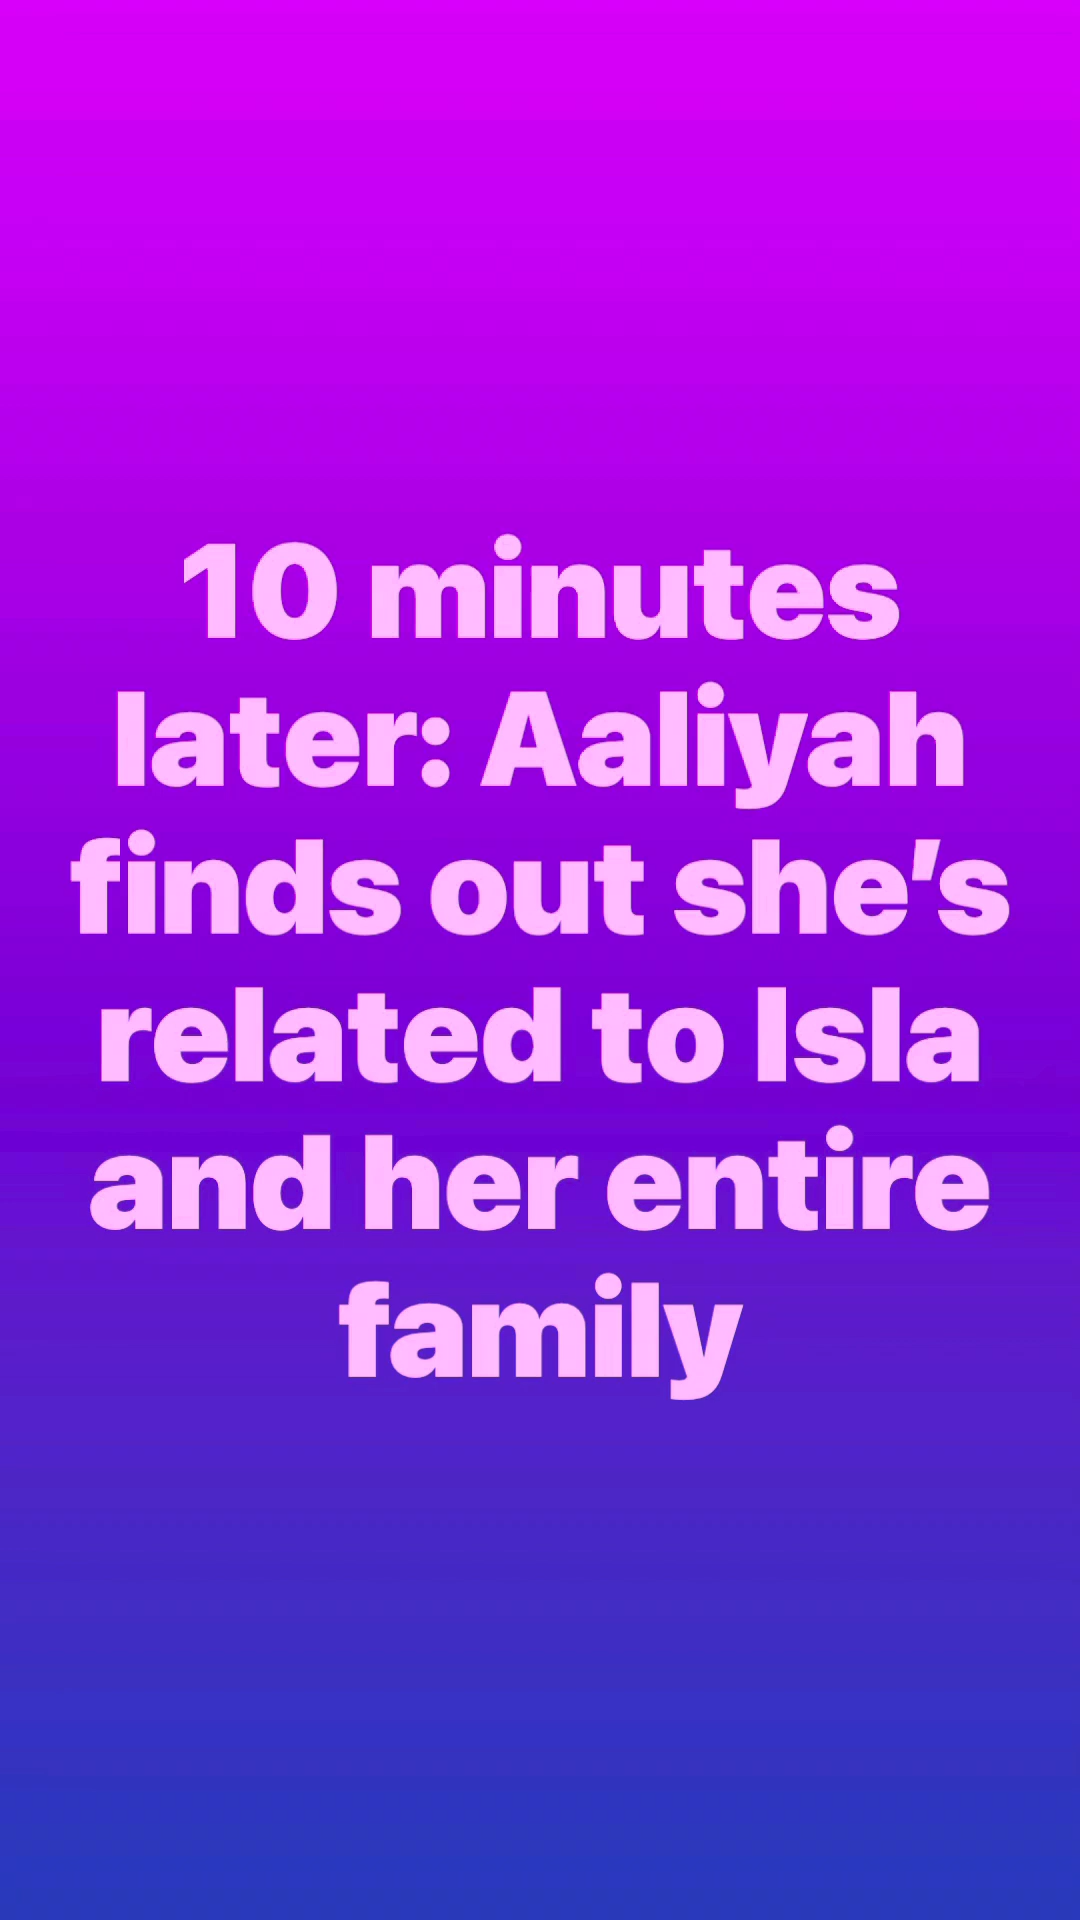 10 minutes
later: Aaliyah
finds out she’s
related to Isla
and her entire
family